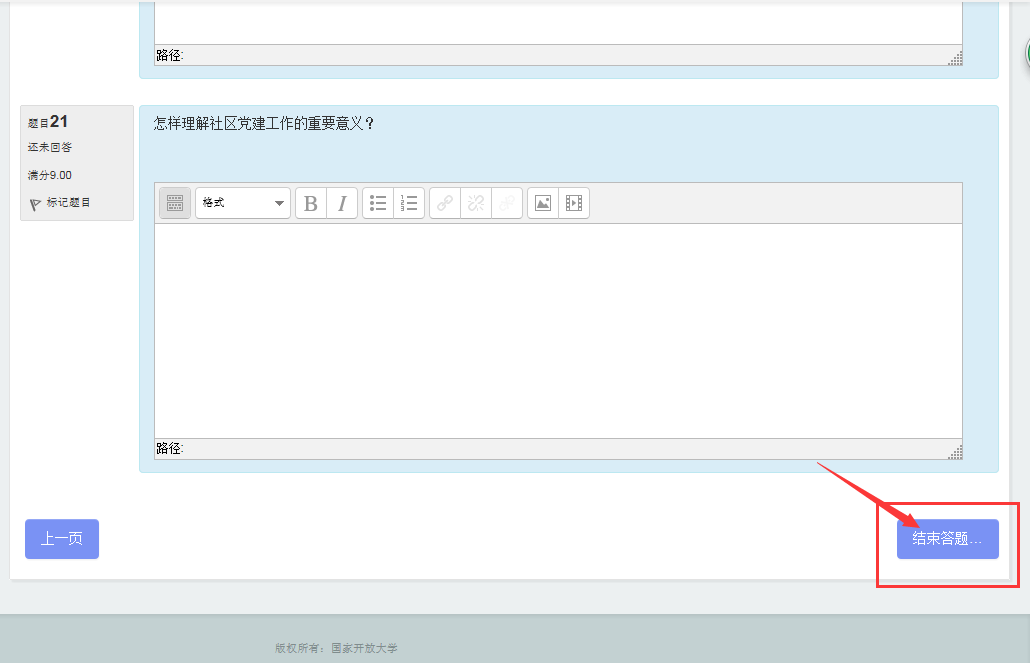 路径:
题目21
还未回答
满分9.00
标记题目
怎样理解社区党建工作的重要意义？
格式
B I
路径:
上一页
结束答题...
版权所有：国家开放大学